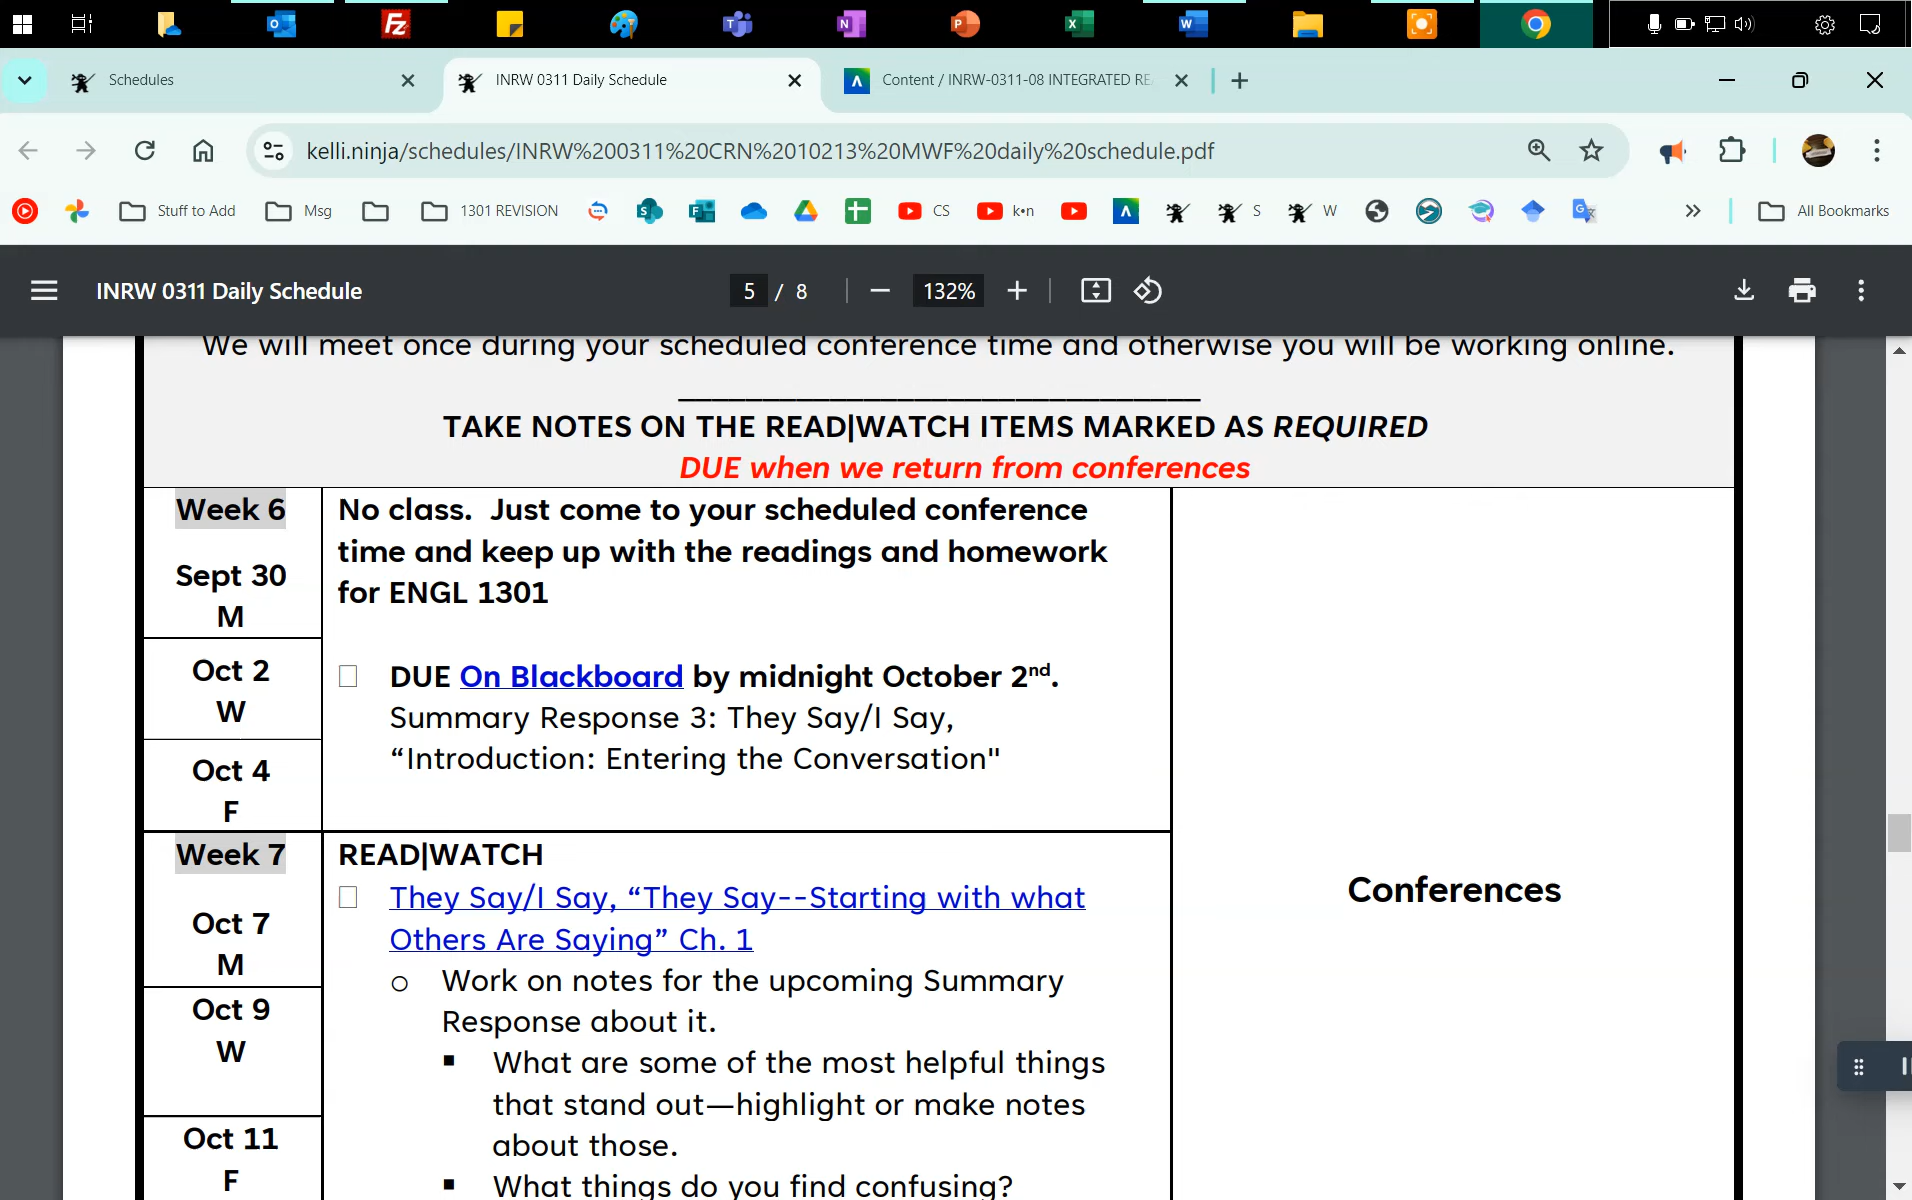 Schedules
INRW 0311 Daily Schedule
Content / INRW-0311-08 INTEGRATED RE
kelli.ninja/schedules/INRW%200311%20CRN%2010213%20MWF%20daily%20schedule.pdf
Stuff to Add
Msg
1301 REVISION
CS
k•n
S
W
All Bookmarks
INRW 0311 Daily Schedule
5 / 8
132%
We will meet once during your scheduled conference time and otherwise you will be working online.
TAKE NOTES ON THE READ|WATCH ITEMS MARKED AS REQUIRED
DUE when we return from conferences
Week 6
Sept 30
M
Oct 2
W
Oct 4
F
No class. Just come to your scheduled conference
time and keep up with the readings and homework
for ENGL 1301
DUE On Blackboard by midnight October 2nd.
Summary Response 3: They Say/I Say,
“Introduction: Entering the Conversation"
Week 7
Oct 7
M
Oct 9
W
Oct 11
F
READ|WATCH
They Say/I Say, “They Say--Starting with what
Others Are Saying” Ch. 1
o Work on notes for the upcoming Summary
Response about it.
▪ What are some of the most helpful things
that stand out—highlight or make notes
about those.
▪ What things do you find confusing?
Conferences